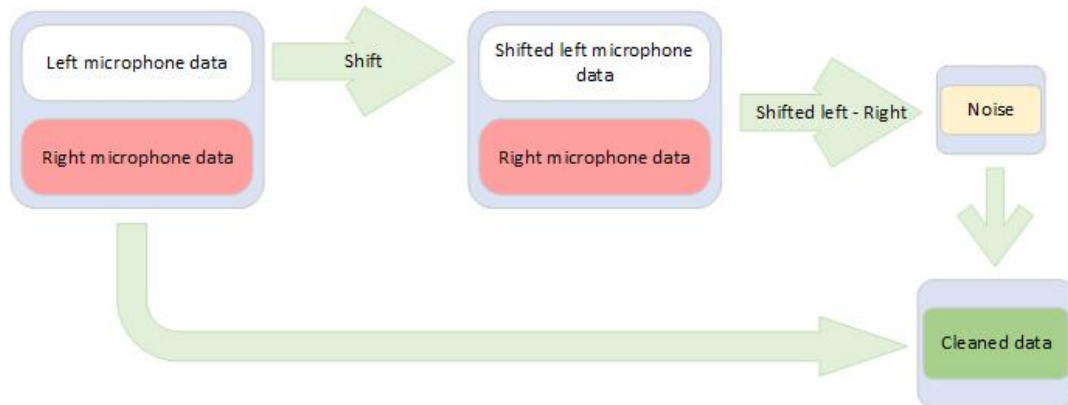 Left microphone data
Shift
Shifted left microphone
data
Shifted left - Right
Noise
Right microphone data
Right microphone data
Cleaned data